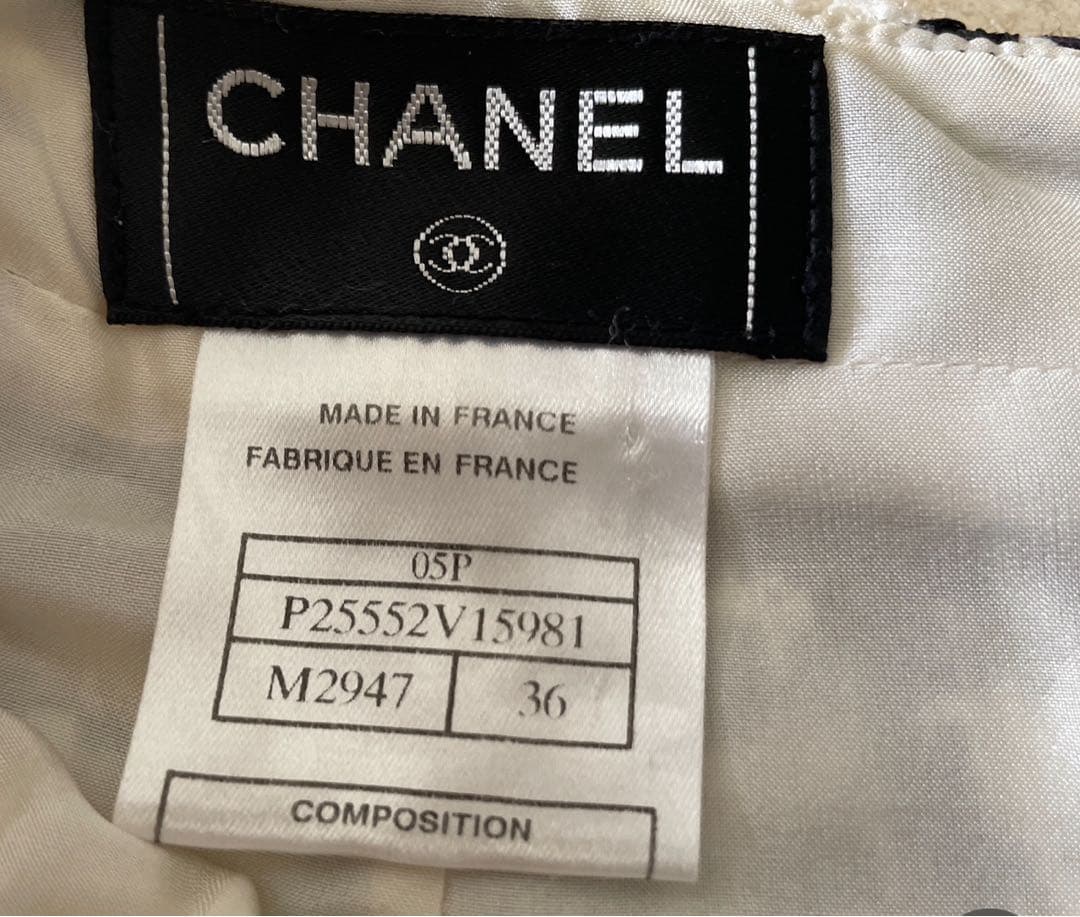 CHANEL
MADE IN FRANCE
FABRIQUE EN FRANCE
05P
P25552V15981
M2947 36
COMPOSITION